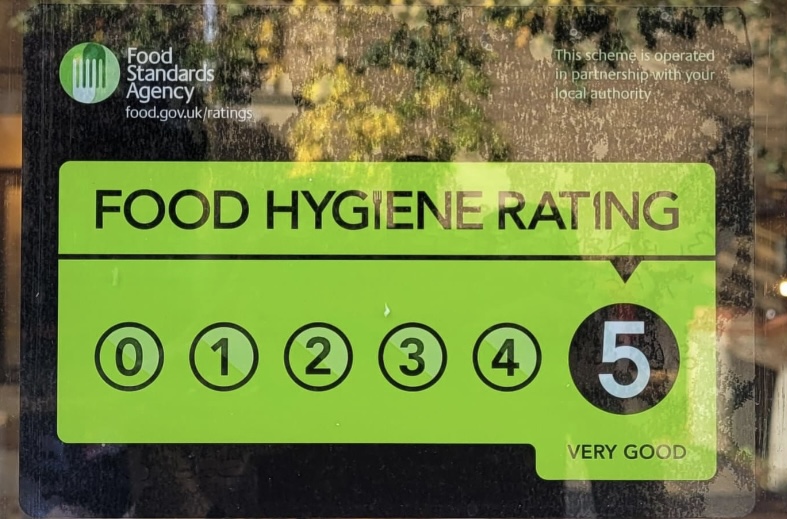 Food
Standards
Agency
food.gov.uk/ratings
This scheme is operated
in partnership with your
local authority
FOOD HYGIENE RATING
0 1 2 3 4 5
VERY GOOD